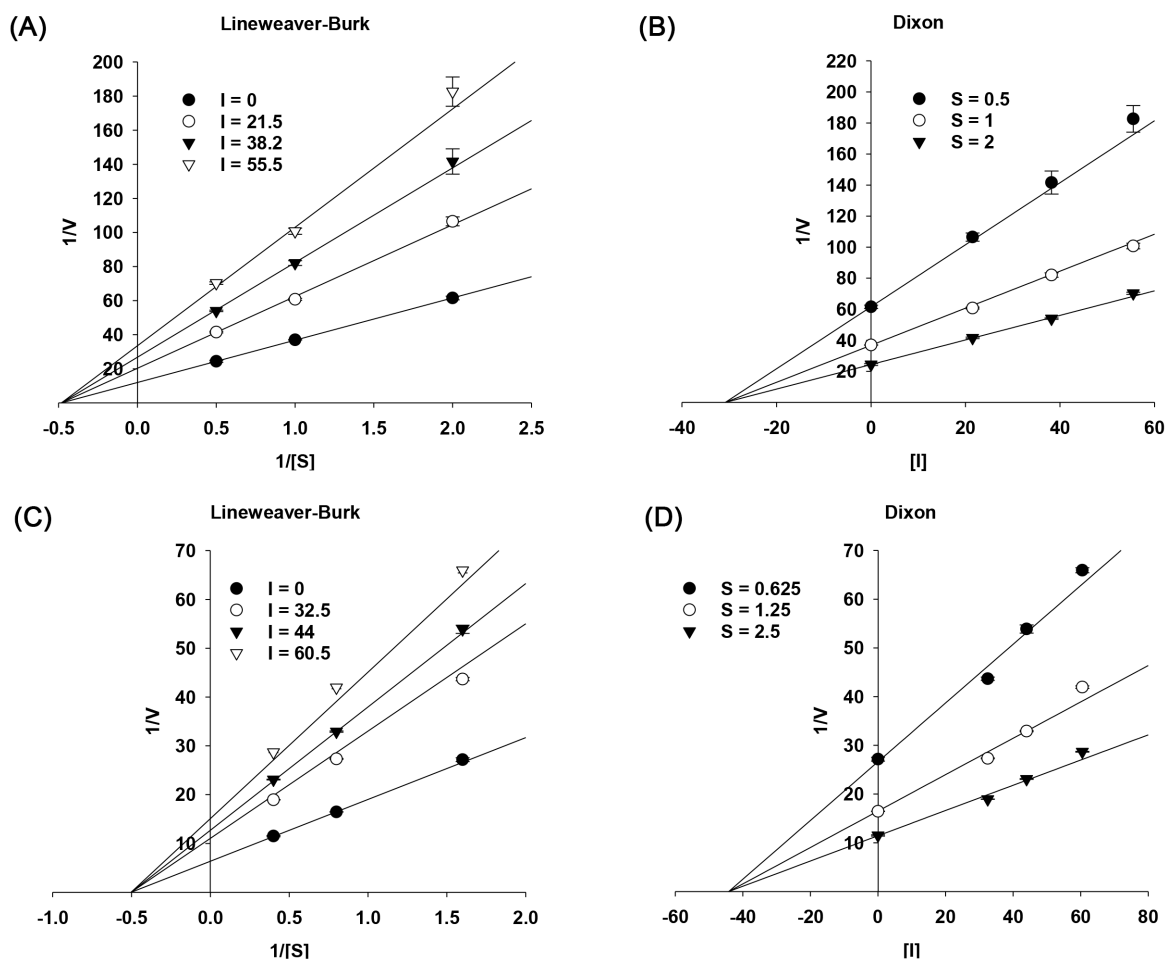 (A)
Lineweaver-Burk
200
180
160
140
120
100
80
60
40
20
1/V
I = 0
I = 21.5
I = 38.2
I = 55.5
-0.5 0.0 0.5 1.0 1.5 2.0 2.5
1/[S]
(B)
Dixon
220
200
180
160
140
120
100
80
60
40
20
1/V
S = 0.5
S = 1
S = 2
-40 -20 0 20 40 60
[I]
(C)
Lineweaver-Burk
70
60
50
40
30
20
10
1/V
I = 0
I = 32.5
I = 44
I = 60.5
-1.0 -0.5 0.0 0.5 1.0 1.5 2.0
1/[S]
(D)
Dixon
70
60
50
40
30
20
10
1/V
S = 0.625
S = 1.25
S = 2.5
-60 -40 -20 0 20 40 60 80
[I]